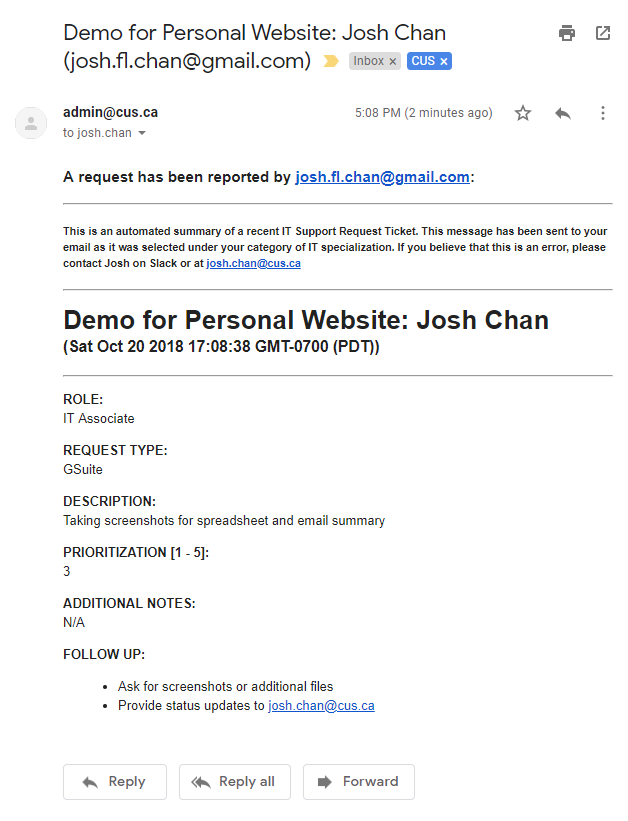 Demo for Personal Website: Josh Chan
(josh.fl.chan@gmail.com) Inbox × CUS ×
admin@cus.ca 5:08 PM (2 minutes ago)
to josh.chan
A request has been reported by josh.fl.chan@gmail.com:
This is an automated summary of a recent IT Support Request Ticket. This message has been sent to your
email as it was selected under your category of IT specialization. If you believe that this is an error, please
contact Josh on Slack or at josh.chan@cus.ca
Demo for Personal Website: Josh Chan
(Sat Oct 20 2018 17:08:38 GMT-0700 (PDT))
ROLE:
IT Associate
REQUEST TYPE:
GSuite
DESCRIPTION:
Taking screenshots for spreadsheet and email summary
PRIORITIZATION [1 - 5]:
3
ADDITIONAL NOTES:
N/A
FOLLOW UP:
• Ask for screenshots or additional files
• Provide status updates to josh.chan@cus.ca
Reply Reply all Forward